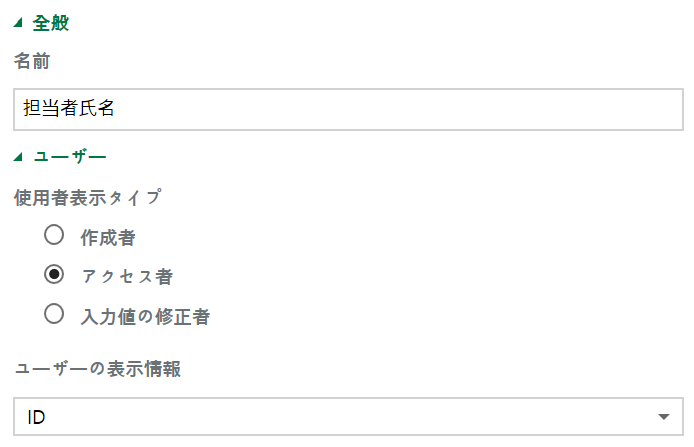 全般
名前
担当者氏名
ユーザー
使用者表示タイプ
作成者
アクセス者
入力値の修正者
ユーザーの表示情報
ID